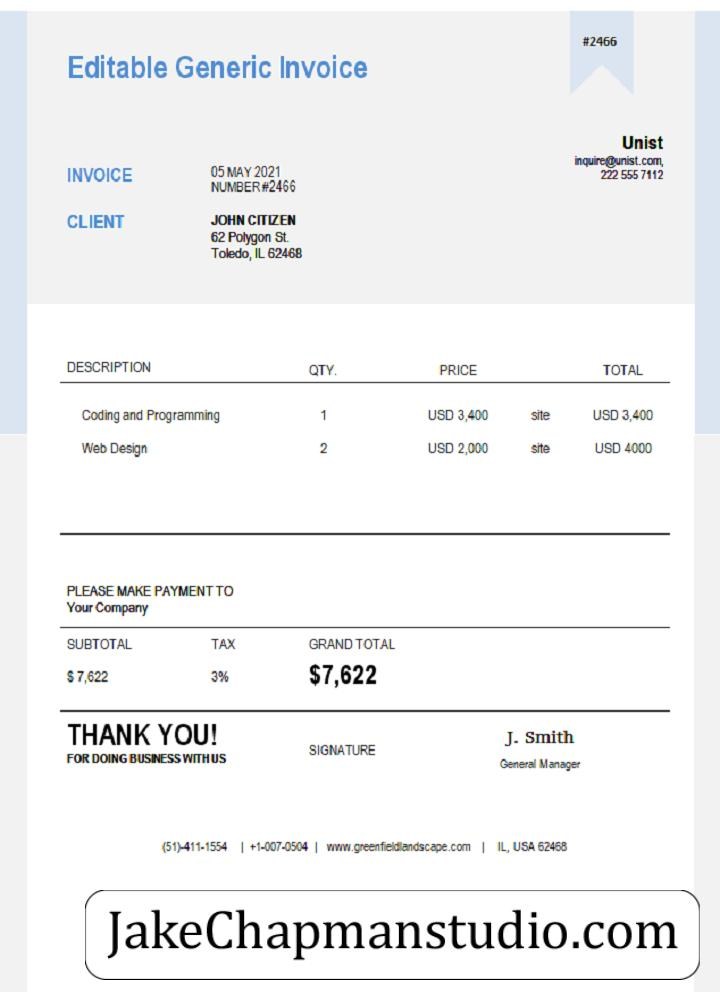 #2466
Editable Generic Invoice
Unist
inquire@unist.com,
222 555 7112
INVOICE
05 MAY 2021
NUMBER#2466
CLIENT
JOHN CITIZEN
62 Polygon St.
Toledo, IL 62468
DESCRIPTION QTY. PRICE TOTAL
Coding and Programming 1 USD 3,400 site USD 3,400
Web Design 2 USD 2,000 site USD 4000
PLEASE MAKE PAYMENT TO
Your Company
SUBTOTAL TAX GRAND TOTAL
$ 7,622 3% $7,622
THANK YOU!
FOR DOING BUSINESS WITH US
SIGNATURE
J. Smith
General Manager
(51)-411-1554 | +1-007-0504 | www.greenfieldlandscape.com | IL, USA 62468
JakeChapmanstudio.com